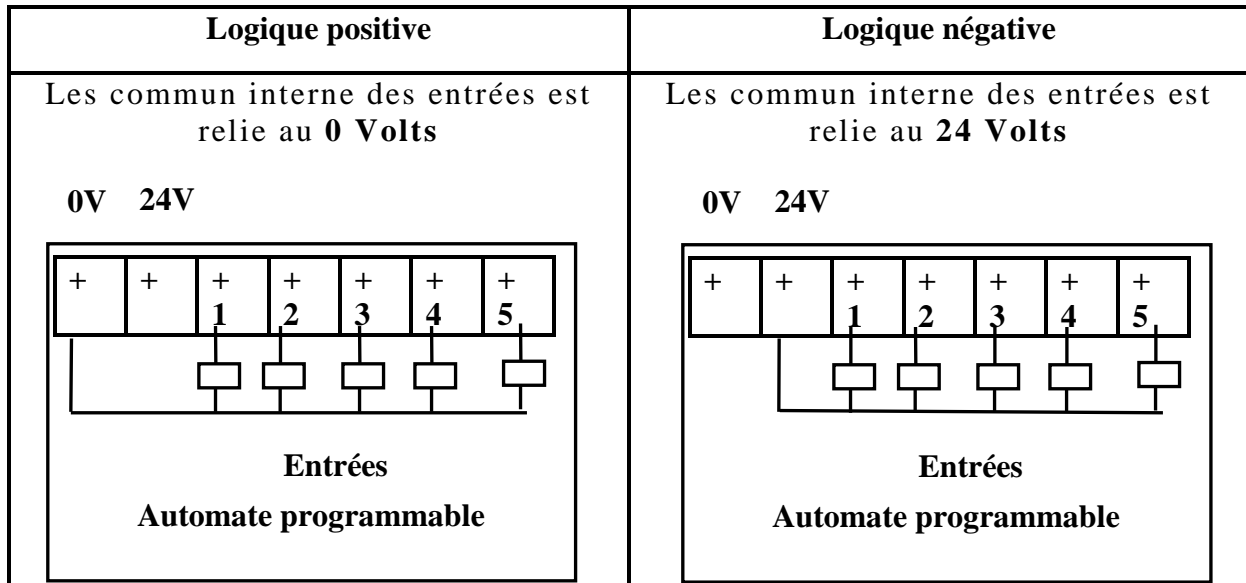 Logique positive
Logique négative
Les commun interne des entrées est
relie au 0 Volts
0V 24V
+ + + + + + +
1 2 3 4 5
Entrées
Automate programmable
Les commun interne des entrées est
relie au 24 Volts
0V 24V
+ + + + + + +
1 2 3 4 5
Entrées
Automate programmable